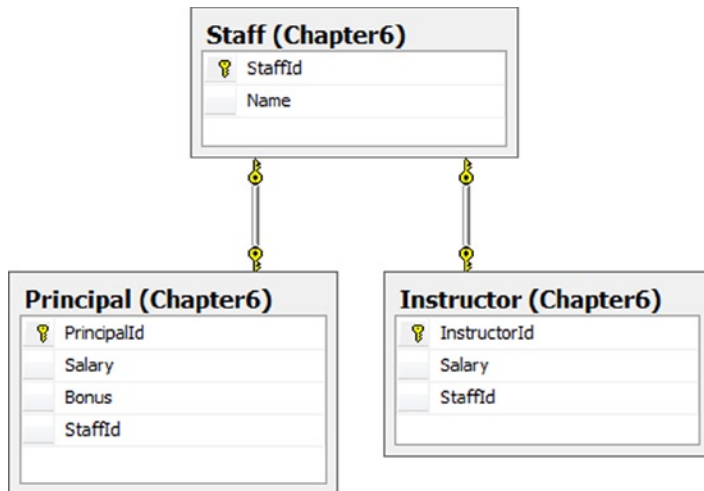 Staff (Chapter6)
StaffId
Name
Principal (Chapter6)
PrincipalId
Salary
Bonus
StaffId
Instructor (Chapter6)
InstructorId
Salary
StaffId